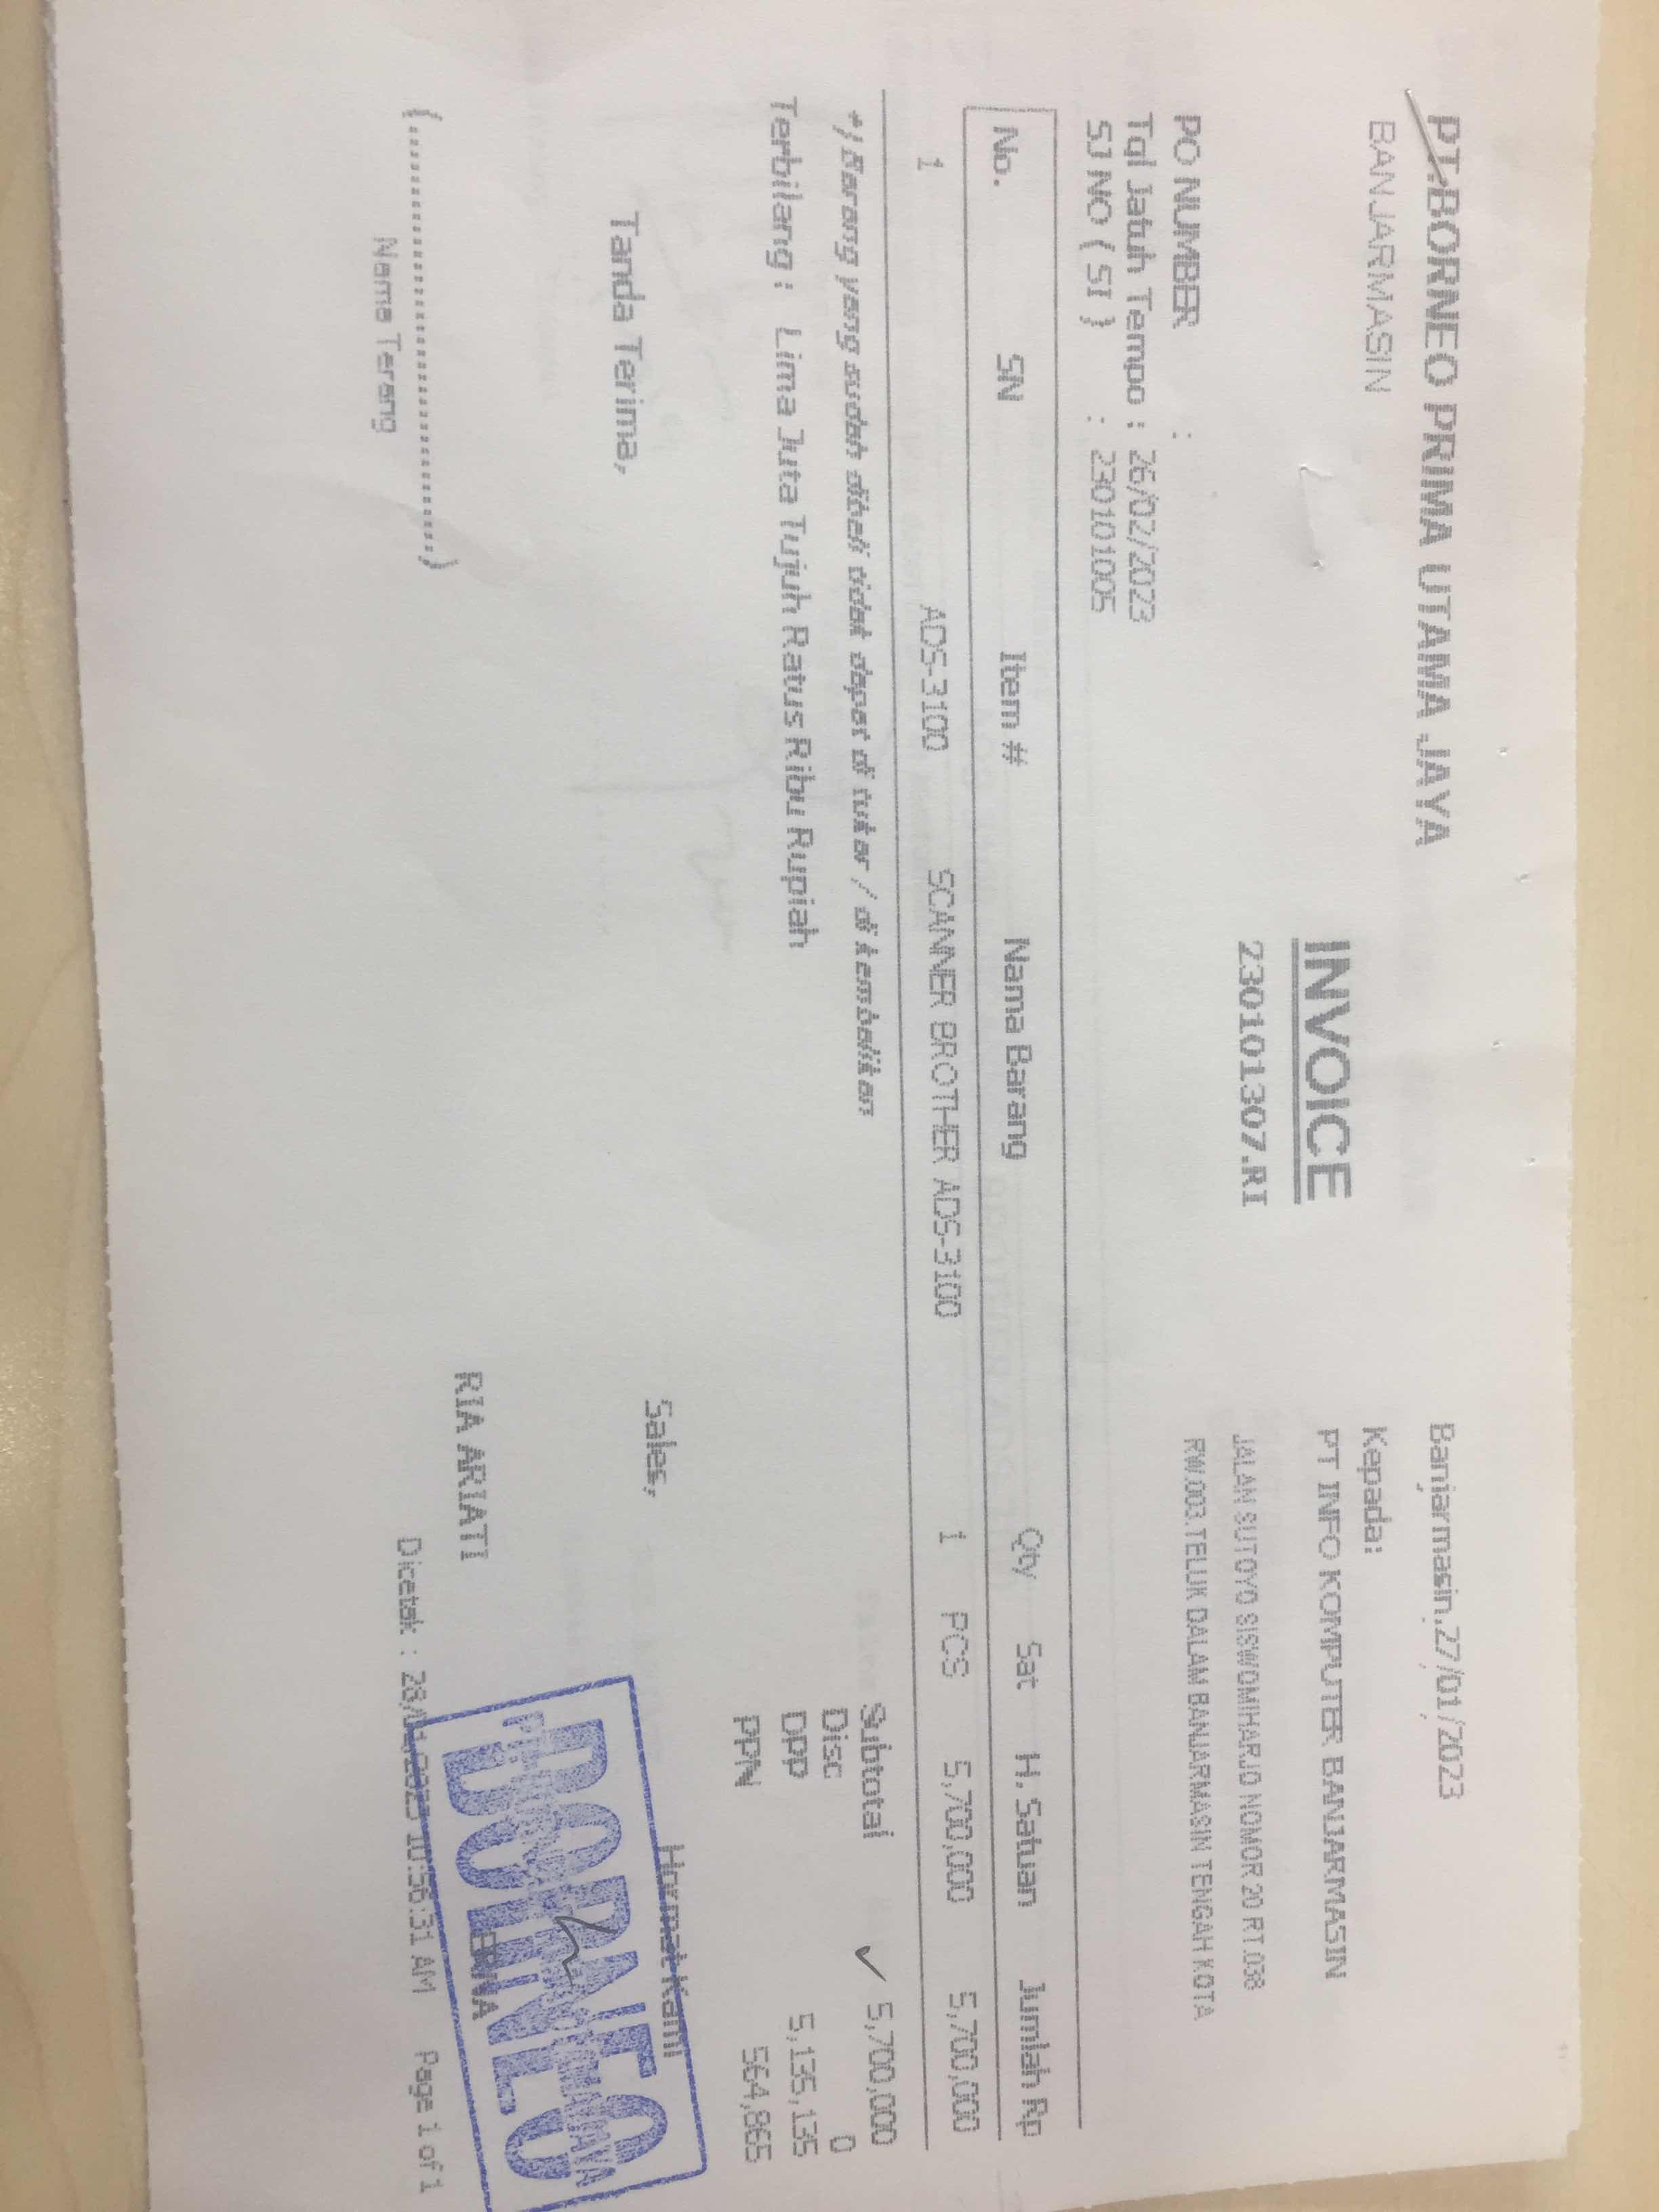 PT.BORNEO PRIMA UTAMA JAYA
BANJARMASIN
Banjarmasin,27/01/2023
Kepada:
INVOICE
230101307.RI
PT INFO KOMPUTER BANJARMASIN
JALAN SUTOYO SISWOMIHARJO NOMOR 20 RT.038
RW.003.TELUK DALAM BANJARMASIN TENGAH KOTA
PO NUMBER :
Tgl Jatuh Tempo : 26/02/2023
SJ NO ( SI ) : 230101005
No. SN Item # Nama Barang Qty Sat H. Satuan Jumlah Rp
1 ADS-3100 SCANNER BROTHER ADS-3100 1 PCS 5,700,000 5,700,000
*) Barang yang sudah dibeli tidak dapat di tukar / di kembalikan
Terbilang : Lima Juta Tujuh Ratus Ribu Rupiah
Subtotal ✓ 5,700,000
Disc 0
DPP 5,135,135
PPN 564,865
Tanda Terima,
Sales,
Hormat Kami
BORNEO
(..............................)
Nama Terang
RIA ARIATI
ERNA
Dicetak : 28/01/2023 10:56:31 AM Page 1 of 1